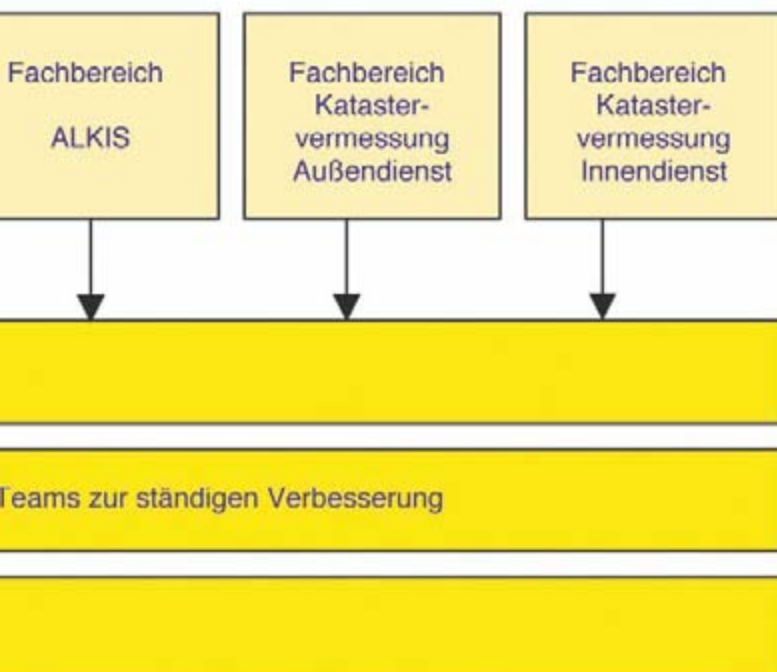 Fachbereich
ALKIS
Fachbereich
Kataster-
vermessung
Außendienst
Fachbereich
Kataster-
vermessung
Innendienst
Teams zur ständigen Verbesserung